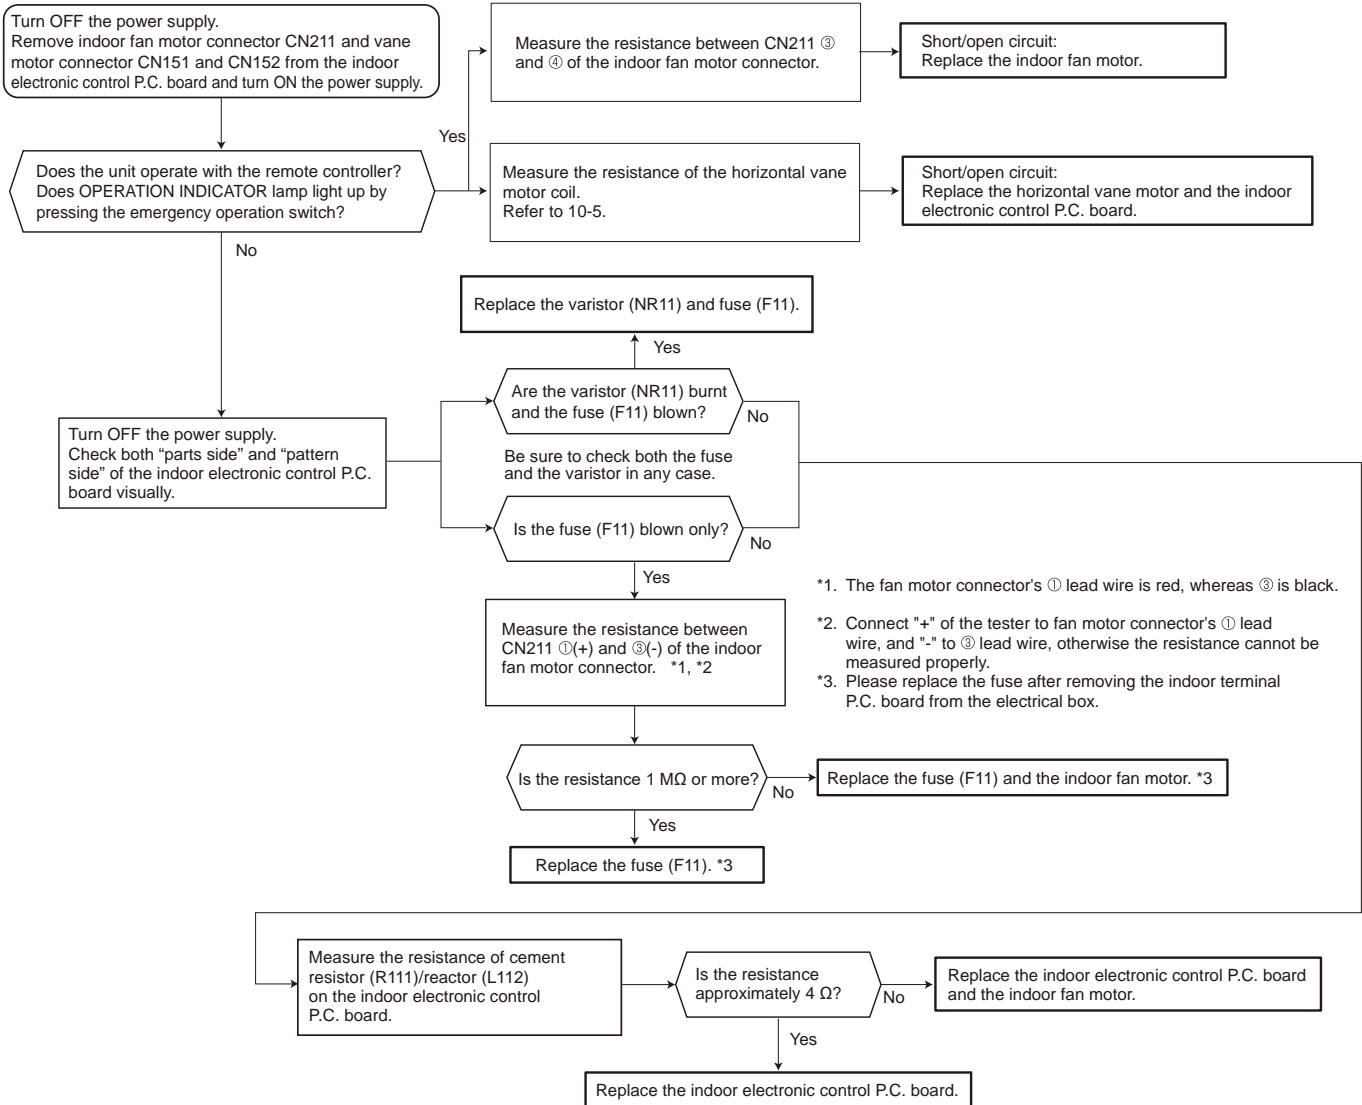 Turn OFF the power supply.
Remove indoor fan motor connector CN211 and vane
motor connector CN151 and CN152 from the indoor
electronic control P.C. board and turn ON the power supply.
Measure the resistance between CN211 ③
and ④ of the indoor fan motor connector.
Short/open circuit:
Replace the indoor fan motor.
Yes
Does the unit operate with the remote controller?
Does OPERATION INDICATOR lamp light up by
pressing the emergency operation switch?
Measure the resistance of the horizontal vane
motor coil.
Refer to 10-5.
Short/open circuit:
Replace the horizontal vane motor and the indoor
electronic control P.C. board.
No
Replace the varistor (NR11) and fuse (F11).
Yes
Are the varistor (NR11) burnt
and the fuse (F11) blown?
No
Turn OFF the power supply.
Check both “parts side” and “pattern
side” of the indoor electronic control P.C.
board visually.
Be sure to check both the fuse
and the varistor in any case.
Is the fuse (F11) blown only?
No
Yes
Measure the resistance between
CN211 ①(+) and ③(-) of the indoor
fan motor connector. *1, *2
*1. The fan motor connector's ① lead wire is red, whereas ③ is black.
*2. Connect "+" of the tester to fan motor connector's ① lead
wire, and "-" to ③ lead wire, otherwise the resistance cannot be
measured properly.
*3. Please replace the fuse after removing the indoor terminal
P.C. board from the electrical box.
Is the resistance 1 MΩ or more?
No
Replace the fuse (F11) and the indoor fan motor. *3
Yes
Replace the fuse (F11). *3
Measure the resistance of cement
resistor (R111)/reactor (L112)
on the indoor electronic control
P.C. board.
Is the resistance
approximately 4 Ω?
No
Replace the indoor electronic control P.C. board
and the indoor fan motor.
Yes
Replace the indoor electronic control P.C. board.